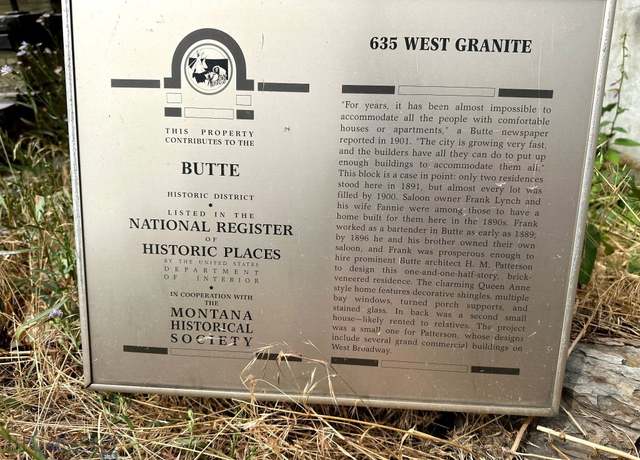 THIS PROPERTY
CONTRIBUTES TO THE
BUTTE
HISTORIC DISTRICT
•
LISTED IN THE
NATIONAL REGISTER
OF
HISTORIC PLACES
BY THE UNITED STATES
DEPARTMENT
OF INTERIOR
•
IN COOPERATION WITH
THE
MONTANA
HISTORICAL
SOCIETY
635 WEST GRANITE
"For years, it has been almost impossible to
accommodate all the people with comfortable
houses or apartments," a Butte newspaper
reported in 1901. "The city is growing very fast,
and the builders have all they can do to put up
enough buildings to accommodate them all."
This block is a case in point: only two residences
stood here in 1891, but almost every lot was
filled by 1900. Saloon owner Frank Lynch and
his wife Fannie were among those to have a
home built for them here in the 1890s. Frank
worked as a bartender in Butte as early as 1889;
by 1896 he and his brother owned their own
saloon, and Frank was prosperous enough to
hire prominent Butte architect H. M. Patterson
to design this one-and-one-half-story, brick-
veneered residence. The charming Queen Anne
style home features decorative shingles, multiple
bay windows, turned porch supports, and
stained glass. In back was a second small
house—likely rented to relatives. The project
was a small one for Patterson, whose designs
include several grand commercial buildings on
West Broadway.